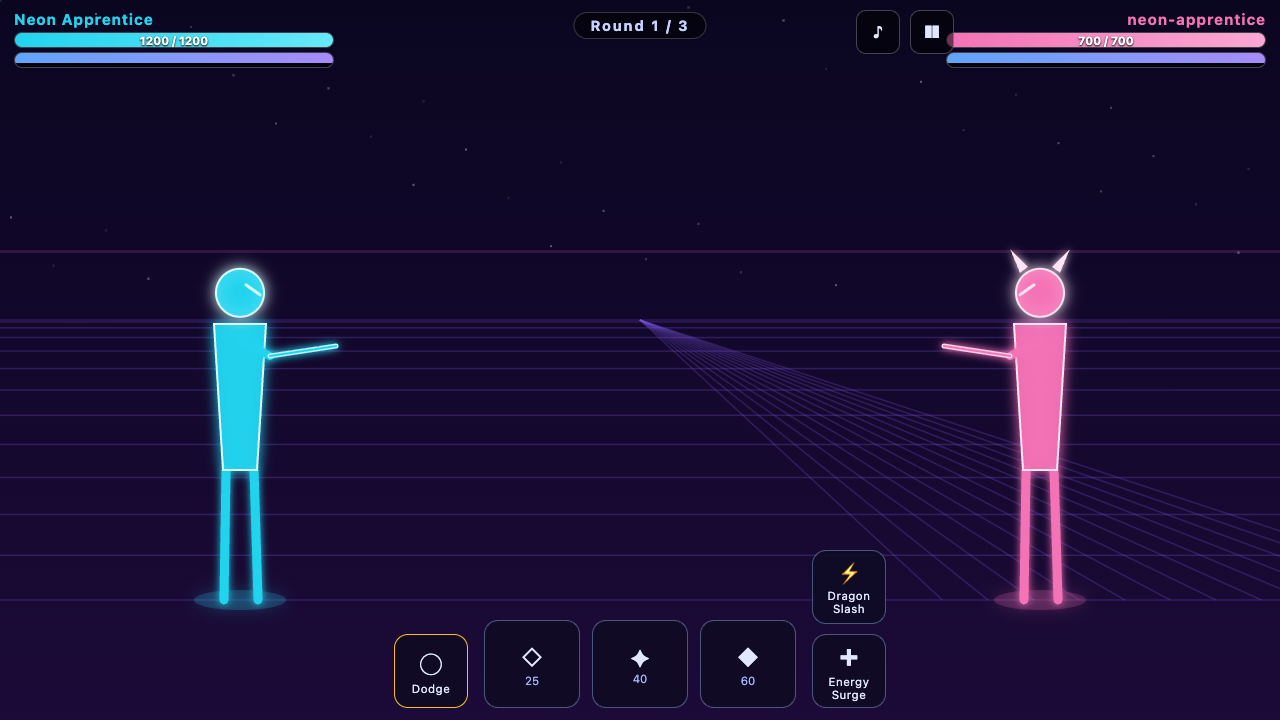 Neon Apprentice
1200 / 1200
Round 1 / 3
neon-apprentice
700 / 700
Dodge
25
40
60
Dragon
Slash
Energy
Surge